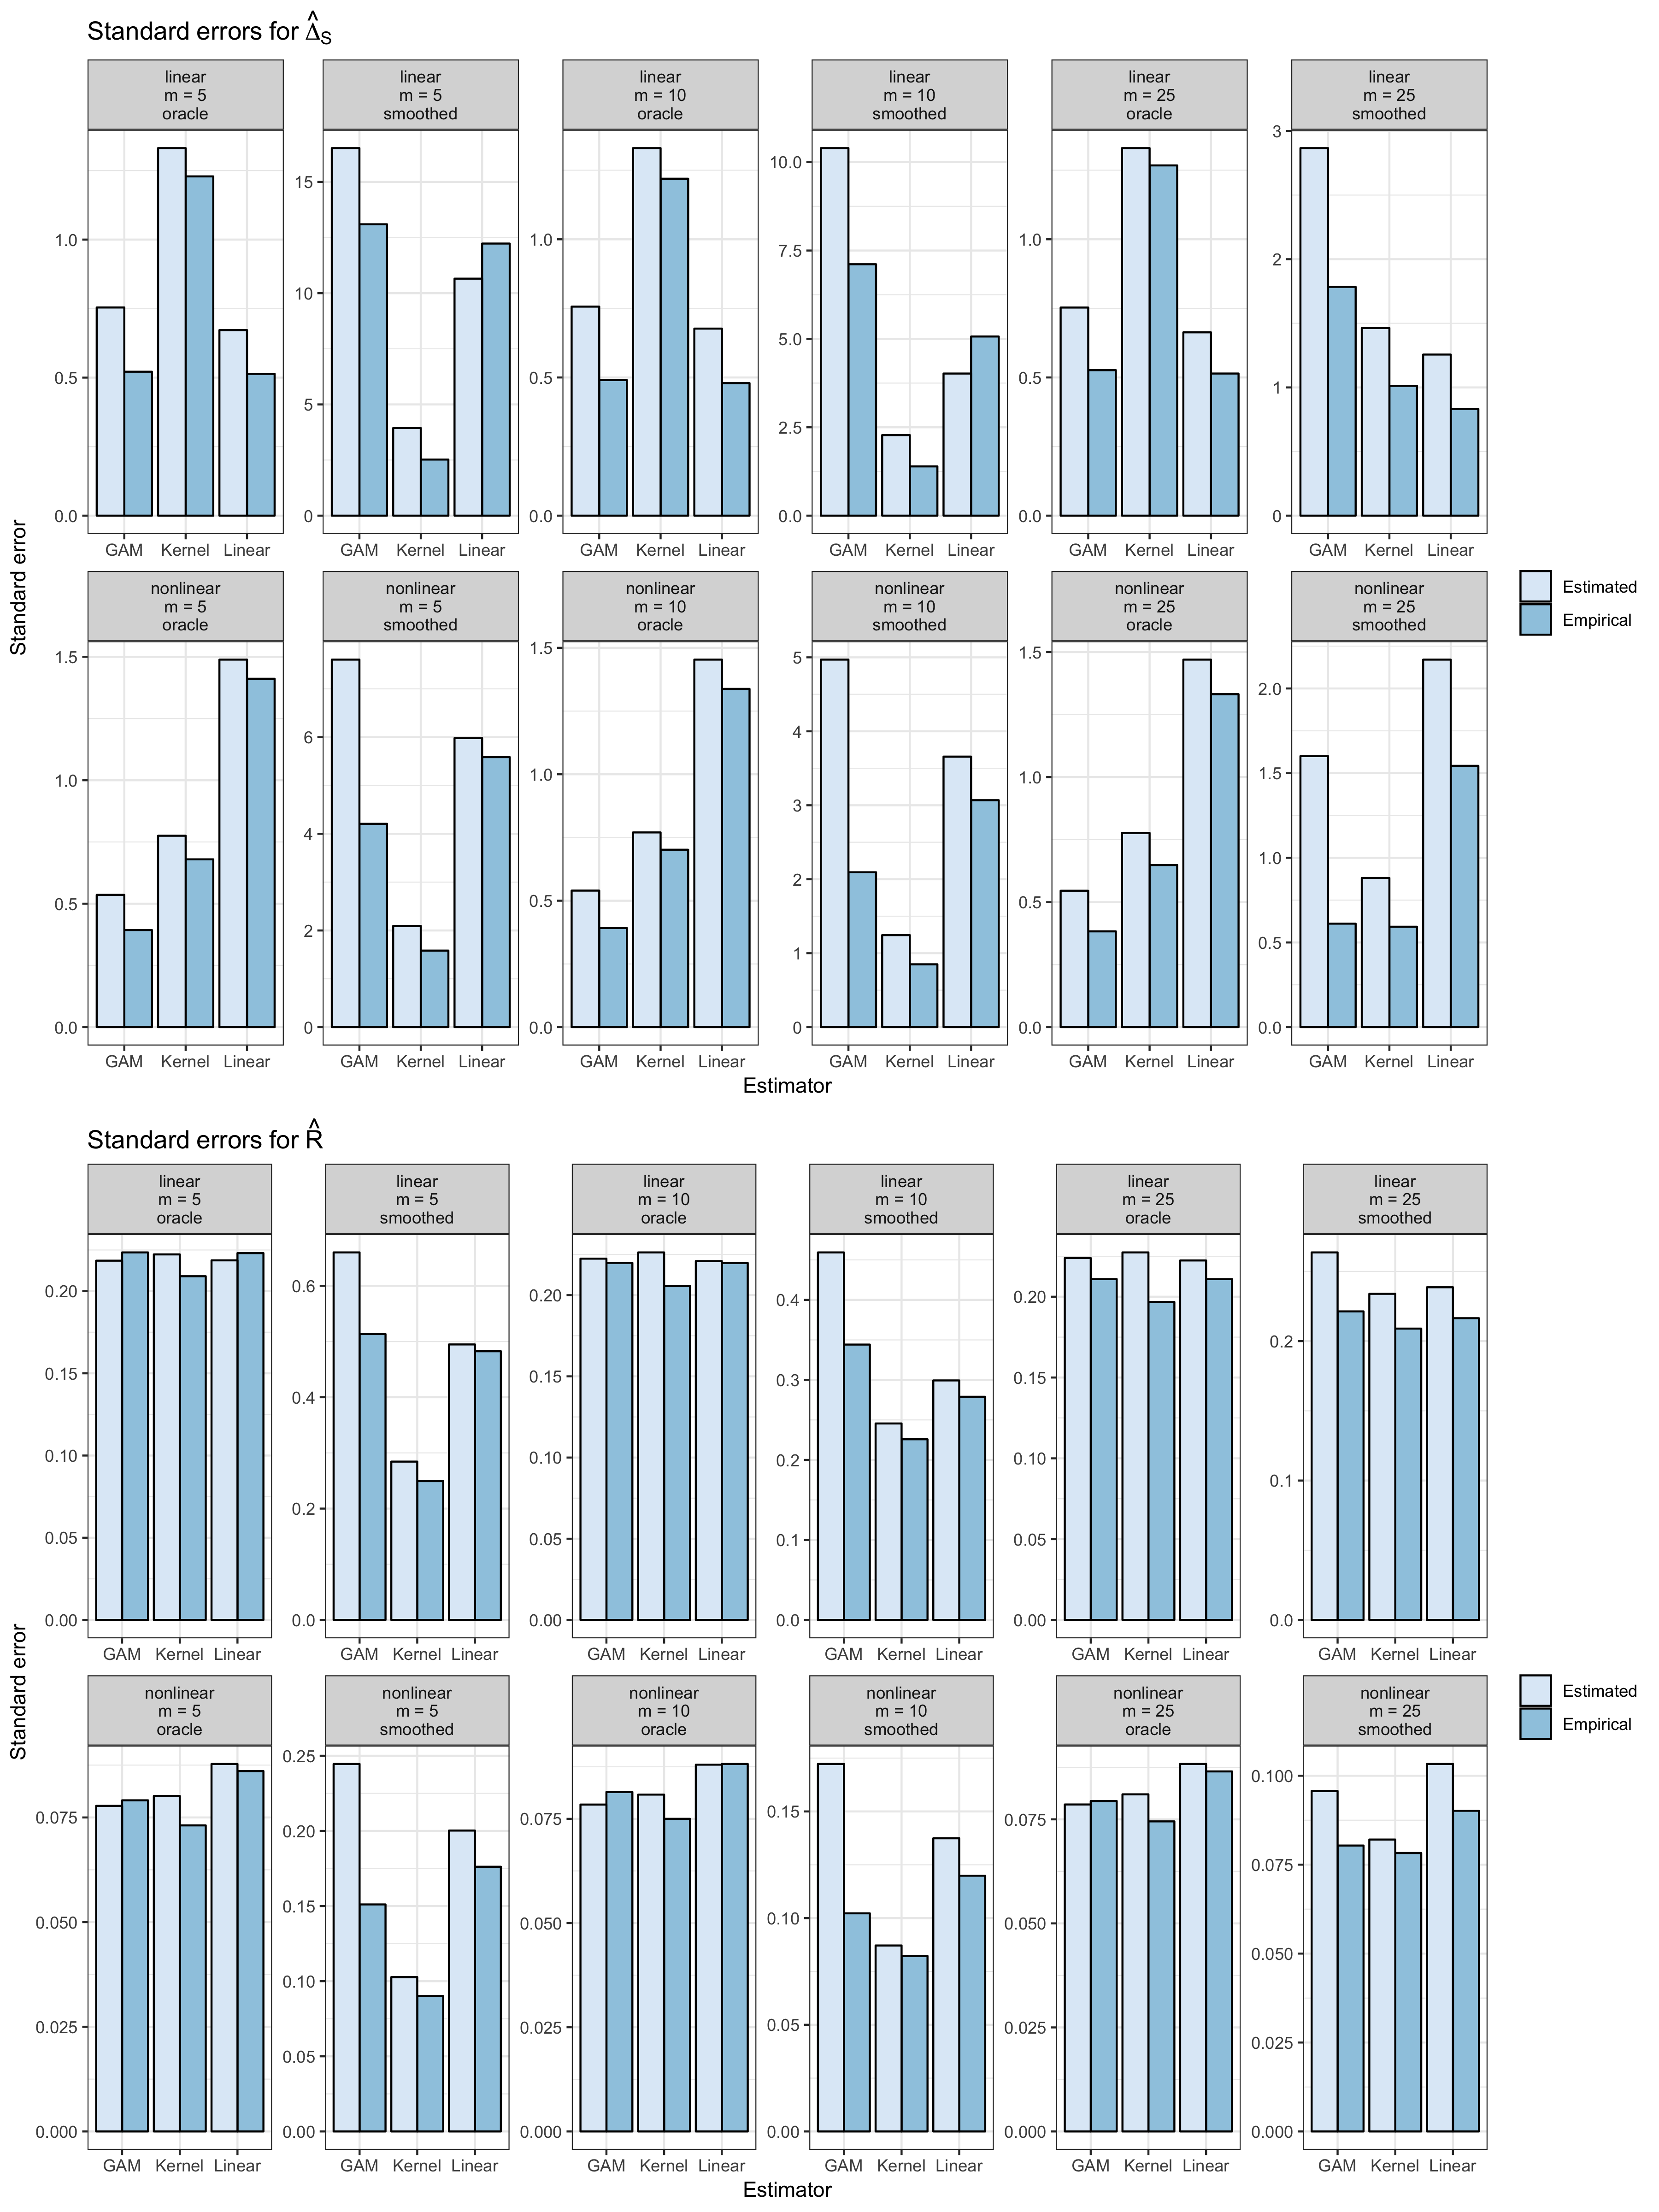 Standard errors for Δ̂S
linear
m = 5
oracle
linear
m = 5
smoothed
linear
m = 10
oracle
linear
m = 10
smoothed
linear
m = 25
oracle
linear
m = 25
smoothed
1.0
0.5
0.0
15
10
5
0
1.0
0.5
0.0
10.0
7.5
5.0
2.5
0.0
1.0
0.5
0.0
3
2
1
0
GAM Kernel Linear
GAM Kernel Linear
GAM Kernel Linear
GAM Kernel Linear
GAM Kernel Linear
GAM Kernel Linear
Standard error
nonlinear
m = 5
oracle
nonlinear
m = 5
smoothed
nonlinear
m = 10
oracle
nonlinear
m = 10
smoothed
nonlinear
m = 25
oracle
nonlinear
m = 25
smoothed
1.5
1.0
0.5
0.0
6
4
2
0
1.5
1.0
0.5
0.0
5
4
3
2
1
0
1.5
1.0
0.5
0.0
2.0
1.5
1.0
0.5
0.0
GAM Kernel Linear
GAM Kernel Linear
GAM Kernel Linear
GAM Kernel Linear
GAM Kernel Linear
GAM Kernel Linear
Estimator
Estimated
Empirical
Standard errors for R̂
linear
m = 5
oracle
linear
m = 5
smoothed
linear
m = 10
oracle
linear
m = 10
smoothed
linear
m = 25
oracle
linear
m = 25
smoothed
0.20
0.15
0.10
0.05
0.00
0.6
0.4
0.2
0.0
0.20
0.15
0.10
0.05
0.00
0.4
0.3
0.2
0.1
0.0
0.20
0.15
0.10
0.05
0.00
0.2
0.1
0.0
GAM Kernel Linear
GAM Kernel Linear
GAM Kernel Linear
GAM Kernel Linear
GAM Kernel Linear
GAM Kernel Linear
Standard error
nonlinear
m = 5
oracle
nonlinear
m = 5
smoothed
nonlinear
m = 10
oracle
nonlinear
m = 10
smoothed
nonlinear
m = 25
oracle
nonlinear
m = 25
smoothed
0.075
0.050
0.025
0.000
0.25
0.20
0.15
0.10
0.05
0.00
0.075
0.050
0.025
0.000
0.15
0.10
0.05
0.00
0.075
0.050
0.025
0.000
0.100
0.075
0.050
0.025
0.000
GAM Kernel Linear
GAM Kernel Linear
GAM Kernel Linear
GAM Kernel Linear
GAM Kernel Linear
GAM Kernel Linear
Estimator
Estimated
Empirical